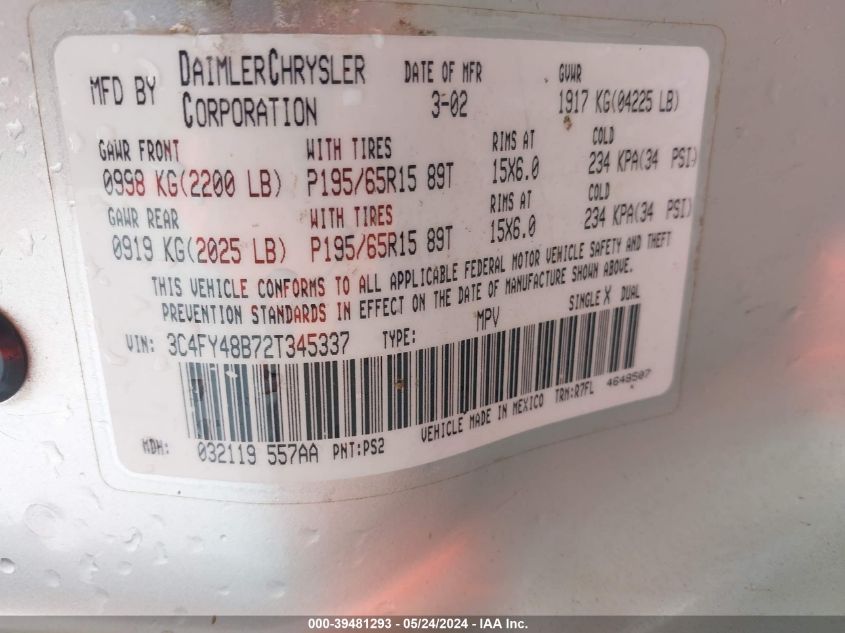 MFD BY DAIMLERCHRYSLER CORPORATION DATE OF MFR 3-02 GVWR 1917 KG(04225 LB)
GAWR FRONT WITH TIRES RIMS AT COLD
0998 KG(2200 LB) P195/65R15 89T 15X6.0 234 KPA(34 PSI)
GAWR REAR WITH TIRES RIMS AT COLD
0919 KG(2025 LB) P195/65R15 89T 15X6.0 234 KPA(34 PSI)
THIS VEHICLE CONFORMS TO ALL APPLICABLE FEDERAL MOTOR VEHICLE SAFETY AND THEFT
PREVENTION STANDARDS IN EFFECT ON THE DATE OF MANUFACTURE SHOWN ABOVE.
VIN: 3C4FY48B72T345337 TYPE: MPV SINGLE X DUAL
MDH: 032119 557AA PNT:PS2 VEHICLE MADE IN MEXICO TRM:R7FL 4648507
000-39481293 - 05/24/2024 - IAA Inc.